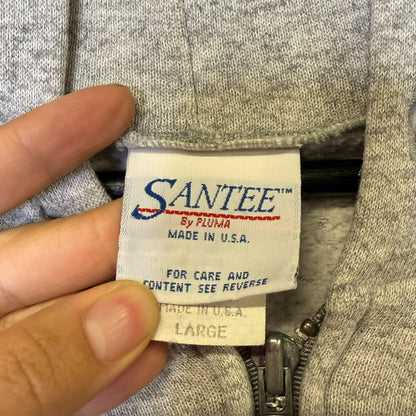 SANTEE™
By PLUMA
MADE IN U.S.A.
FOR CARE AND
CONTENT SEE REVERSE
MADE IN U.S.A.
LARGE